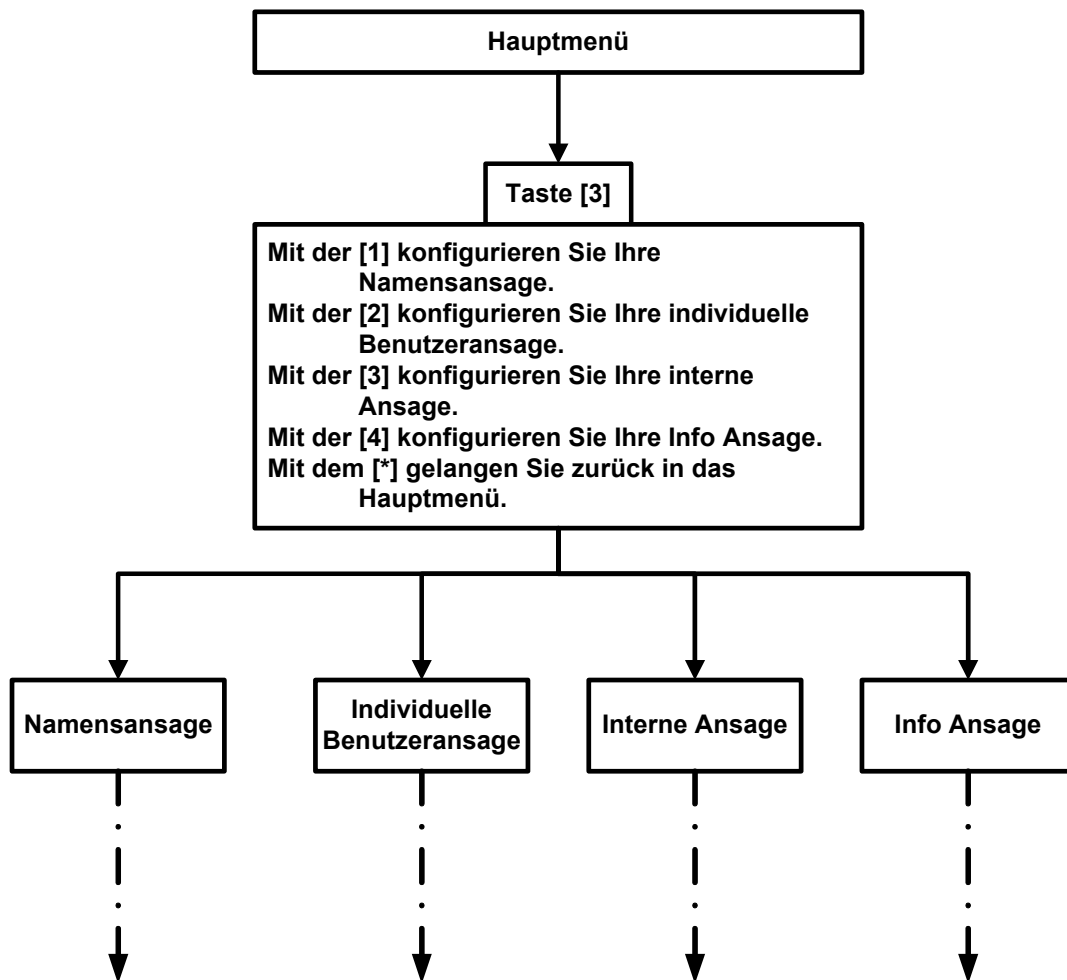 Hauptmenü
Taste [3]
Mit der [1] konfigurieren Sie Ihre
Namensansage.
Mit der [2] konfigurieren Sie Ihre individuelle
Benutzeransage.
Mit der [3] konfigurieren Sie Ihre interne
Ansage.
Mit der [4] konfigurieren Sie Ihre Info Ansage.
Mit dem [*] gelangen Sie zurück in das
Hauptmenü.
Namensansage
Individuelle
Benutzeransage
Interne Ansage
Info Ansage